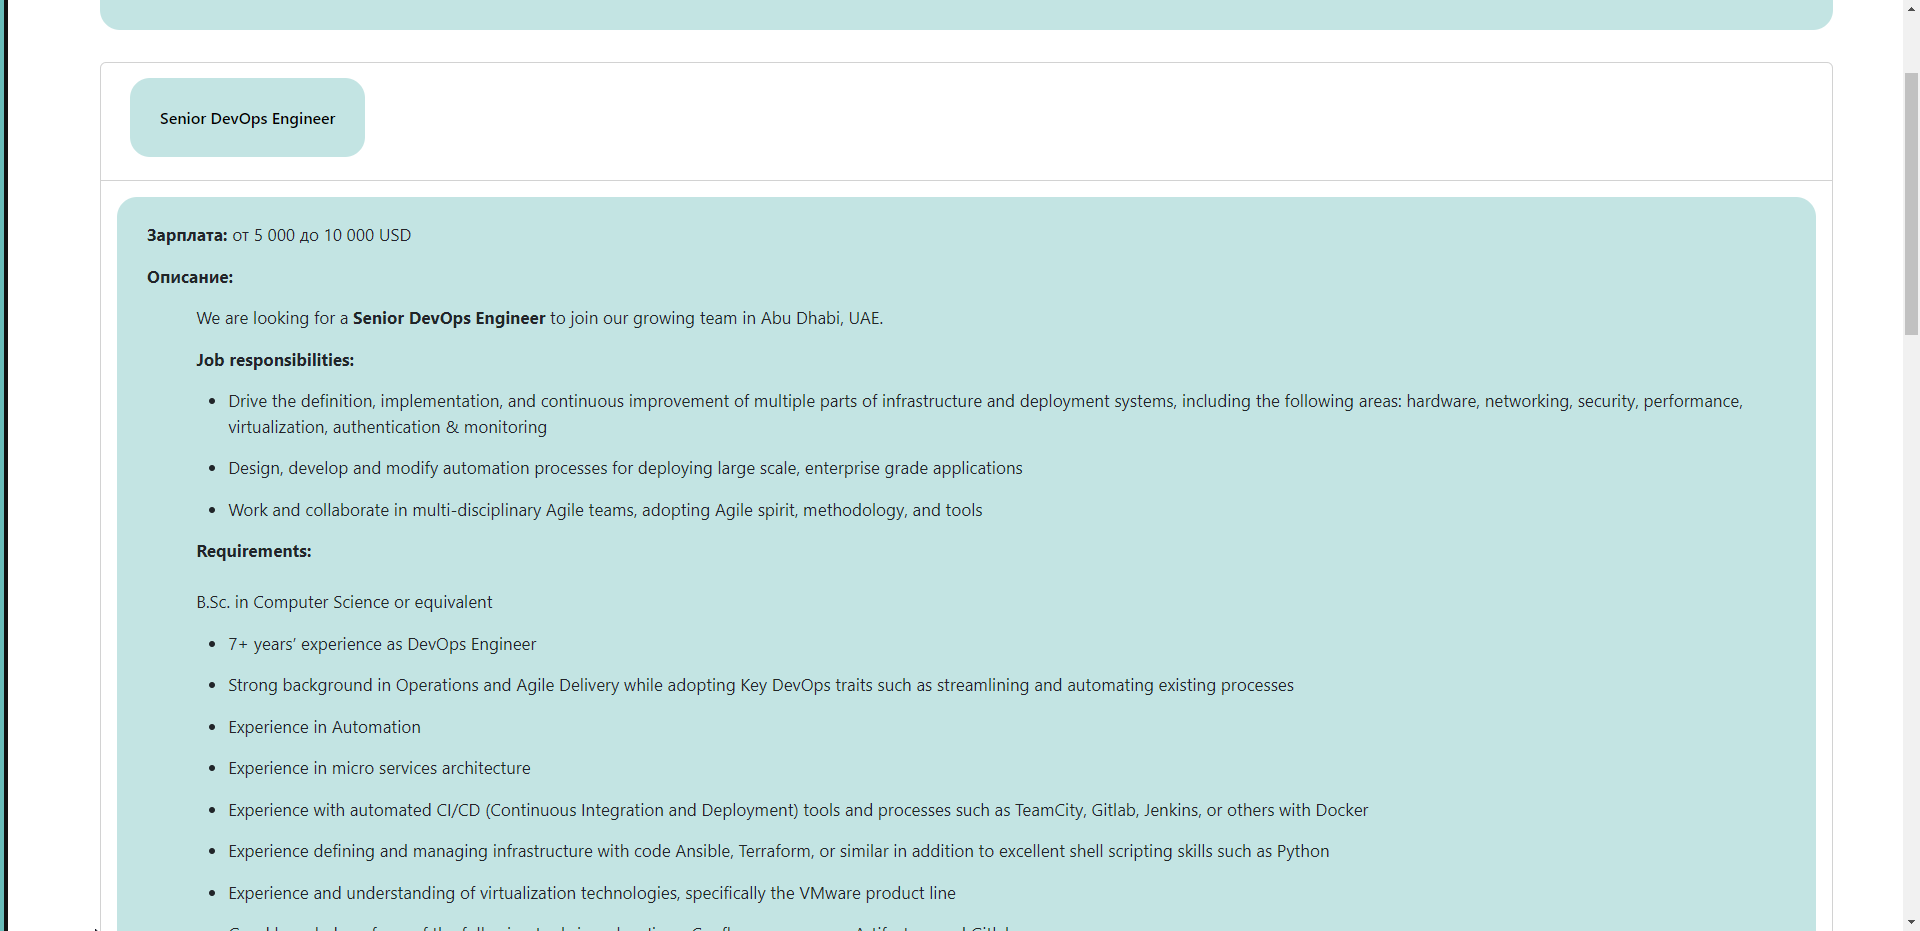 Senior DevOps Engineer
Зарплата: от 5 000 до 10 000 USD
Описание:
We are looking for a Senior DevOps Engineer to join our growing team in Abu Dhabi, UAE.
Job responsibilities:
• Drive the definition, implementation, and continuous improvement of multiple parts of infrastructure and deployment systems, including the following areas: hardware, networking, security, performance,
virtualization, authentication & monitoring
• Design, develop and modify automation processes for deploying large scale, enterprise grade applications
• Work and collaborate in multi-disciplinary Agile teams, adopting Agile spirit, methodology, and tools
Requirements:
B.Sc. in Computer Science or equivalent
• 7+ years’ experience as DevOps Engineer
• Strong background in Operations and Agile Delivery while adopting Key DevOps traits such as streamlining and automating existing processes
• Experience in Automation
• Experience in micro services architecture
• Experience with automated CI/CD (Continuous Integration and Deployment) tools and processes such as TeamCity, Gitlab, Jenkins, or others with Docker
• Experience defining and managing infrastructure with code Ansible, Terraform, or similar in addition to excellent shell scripting skills such as Python
• Experience and understanding of virtualization technologies, specifically the VMware product line